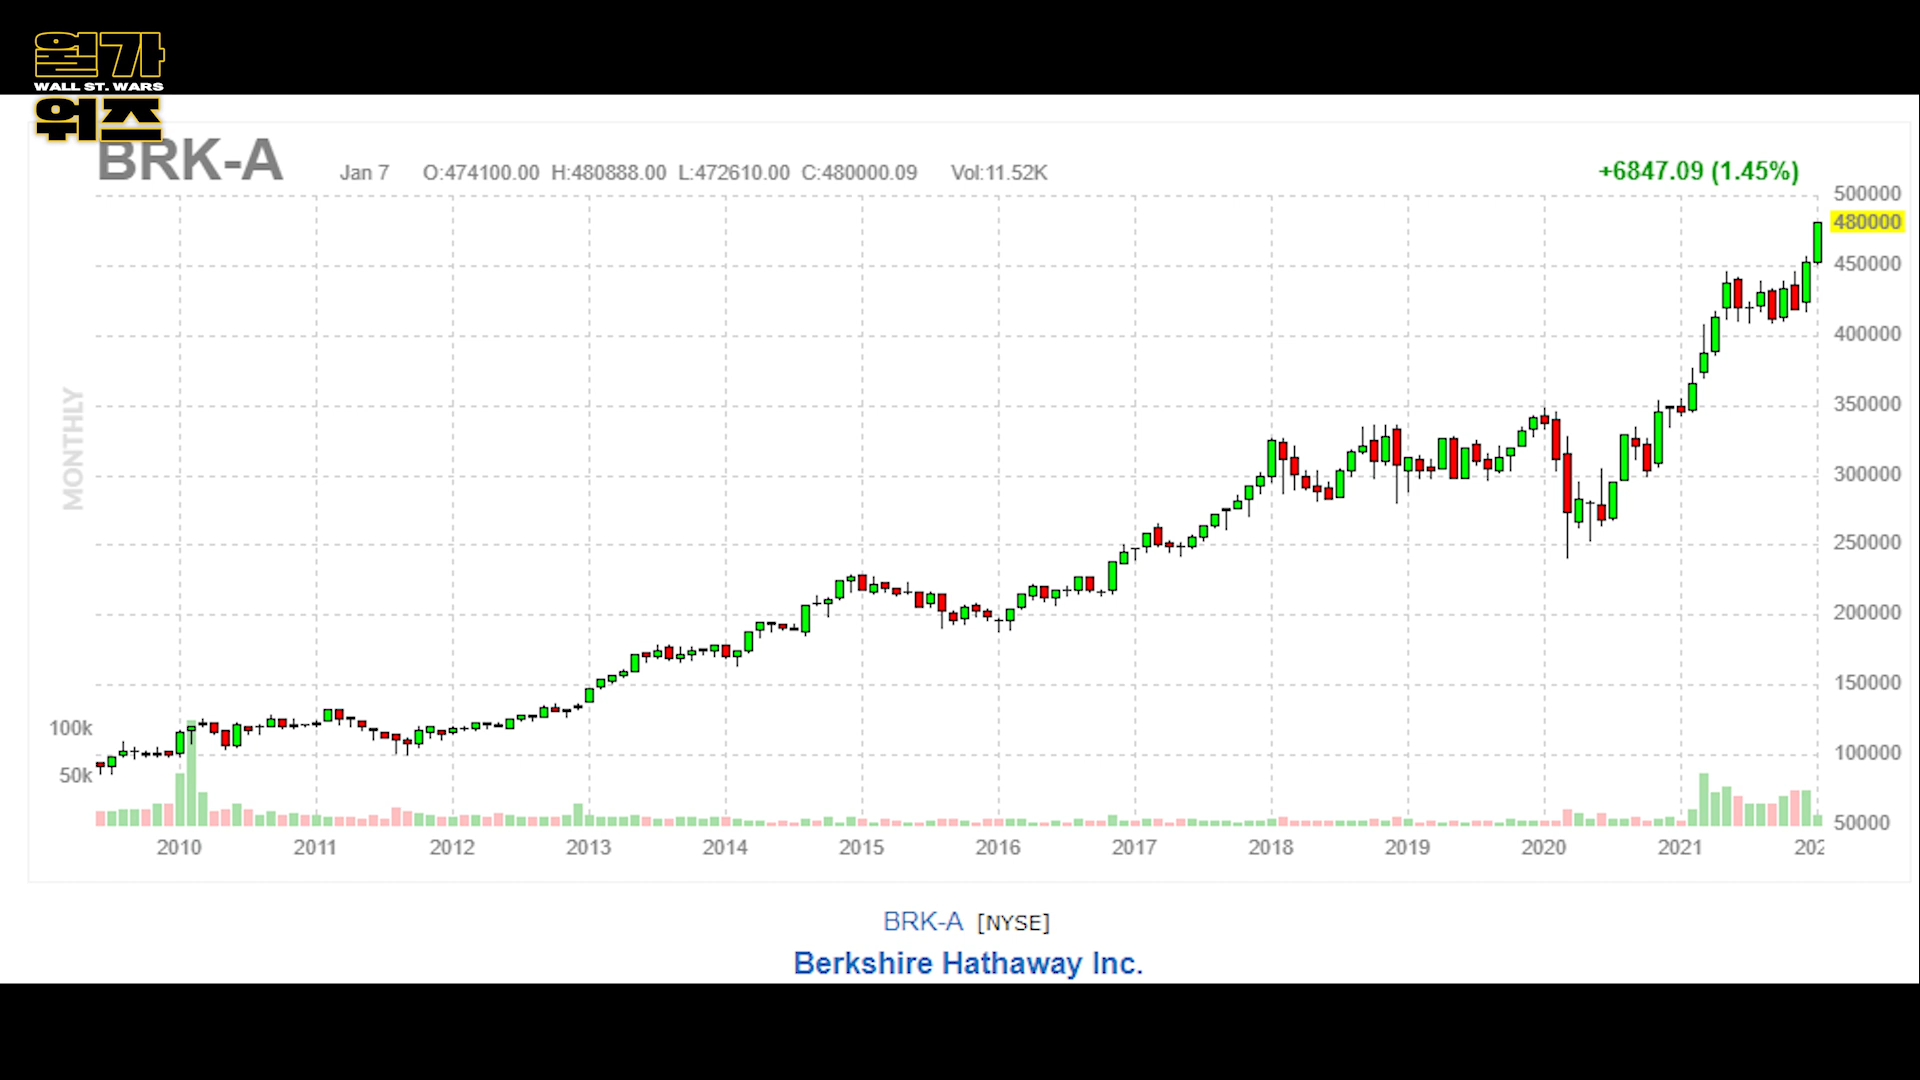 월가
WALL ST. WARS
워즈
BRK-A Jan 7 O:474100.00 H:480888.00 L:472610.00 C:480000.09 Vol:11.52K +6847.09 (1.45%)
500000
480000
450000
400000
350000
300000
250000
200000
150000
100000
50000
MONTHLY
100k
50k
2010 2011 2012 2013 2014 2015 2016 2017 2018 2019 2020 2021 202
BRK-A [NYSE]
Berkshire Hathaway Inc.